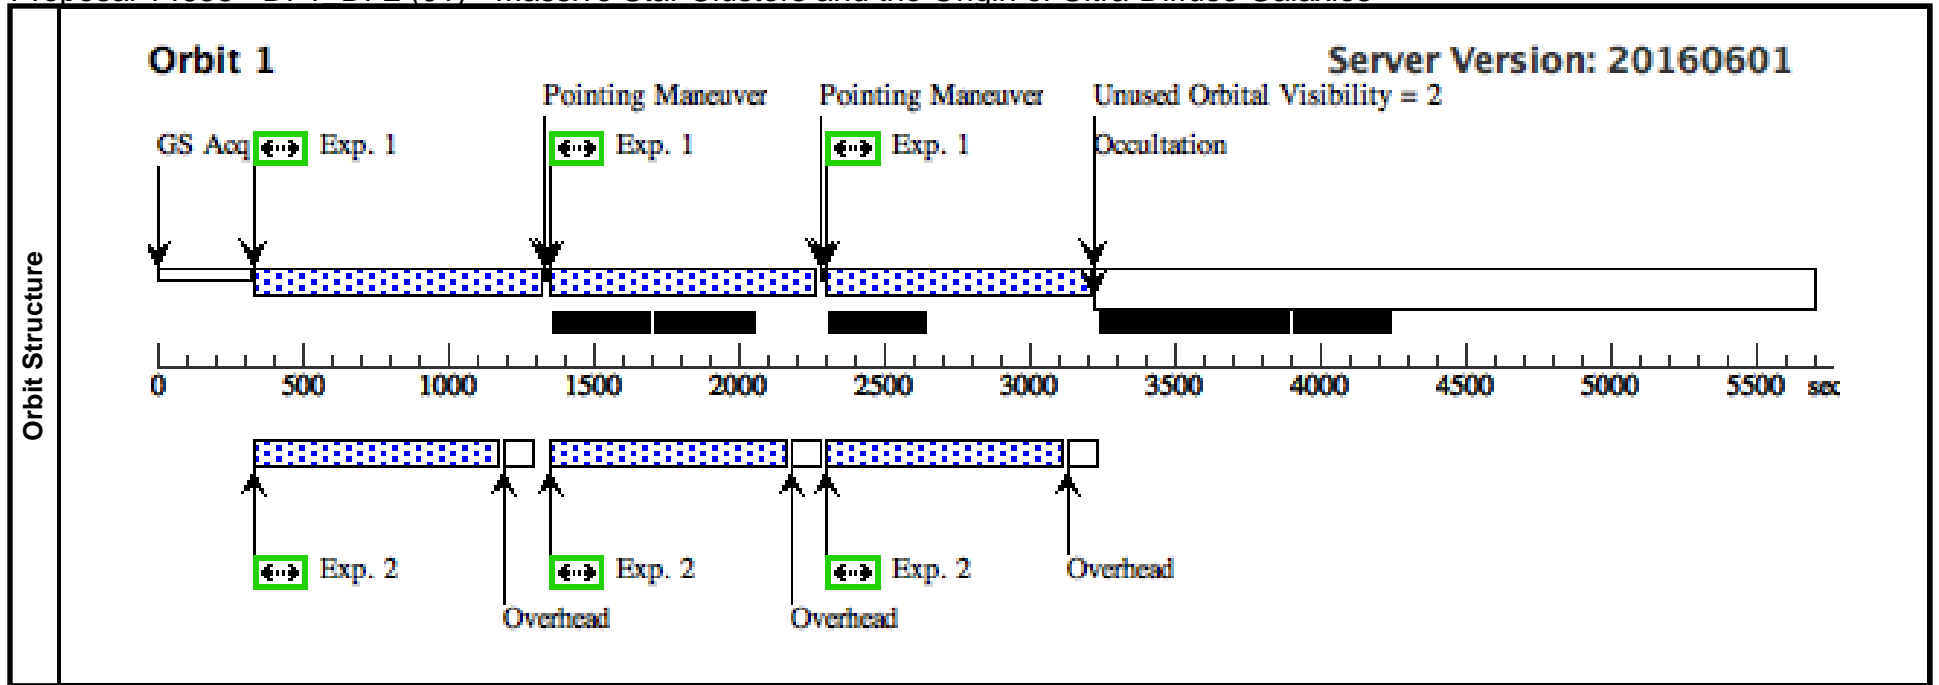 Orbit 1
Server Version: 20160601
Pointing Maneuver Pointing Maneuver Unused Orbital Visibility = 2
GS Acq Exp. 1 Exp. 1 Exp. 1 Occultation
0 500 1000 1500 2000 2500 3000 3500 4000 4500 5000 5500 sec
Exp. 2 Exp. 2 Exp. 2 Overhead
Overhead Overhead
Orbit Structure